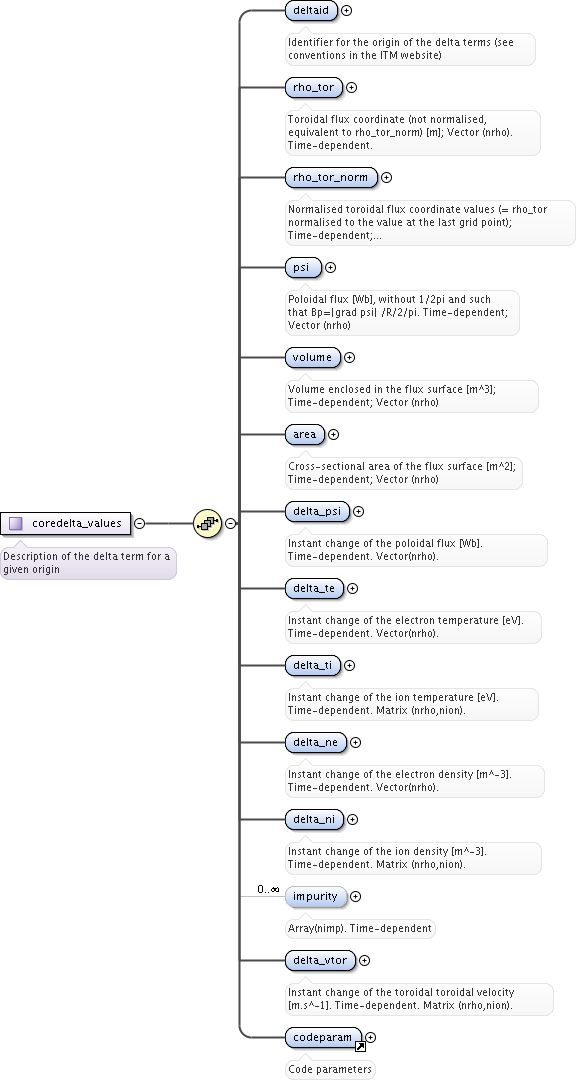 deltaid
Identifier for the origin of the delta terms (see
conventions in the ITM website)
rho_tor
Toroidal flux coordinate (not normalised,
equivalent to rho_tor_norm) [m]; Vector (nrho).
Time-dependent.
rho_tor_norm
Normalised toroidal flux coordinate values (= rho_tor
normalised to the value at the last grid point);
Time-dependent;...
psi
Poloidal flux [Wb], without 1/2pi and such
that Bp=|grad psi| /R/2/pi. Time-dependent;
Vector (nrho)
volume
Volume enclosed in the flux surface [m^3];
Time-dependent; Vector (nrho)
area
Cross-sectional area of the flux surface [m^2];
Time-dependent; Vector (nrho)
coredelta_values
Description of the delta term for a
given origin
delta_psi
Instant change of the poloidal flux [Wb].
Time-dependent. Vector(nrho).
delta_te
Instant change of the electron temperature [eV].
Time-dependent. Vector(nrho).
delta_ti
Instant change of the ion temperature [eV].
Time-dependent. Matrix (nrho,nion).
delta_ne
Instant change of the electron density [m^-3].
Time-dependent. Vector(nrho).
delta_ni
Instant change of the ion density [m^-3].
Time-dependent. Matrix (nrho,nion).
0..∞
impurity
Array(nimp). Time-dependent
delta_vtor
Instant change of the toroidal toroidal velocity
[m.s^-1]. Time-dependent. Matrix (nrho,nion).
codeparam
Code parameters